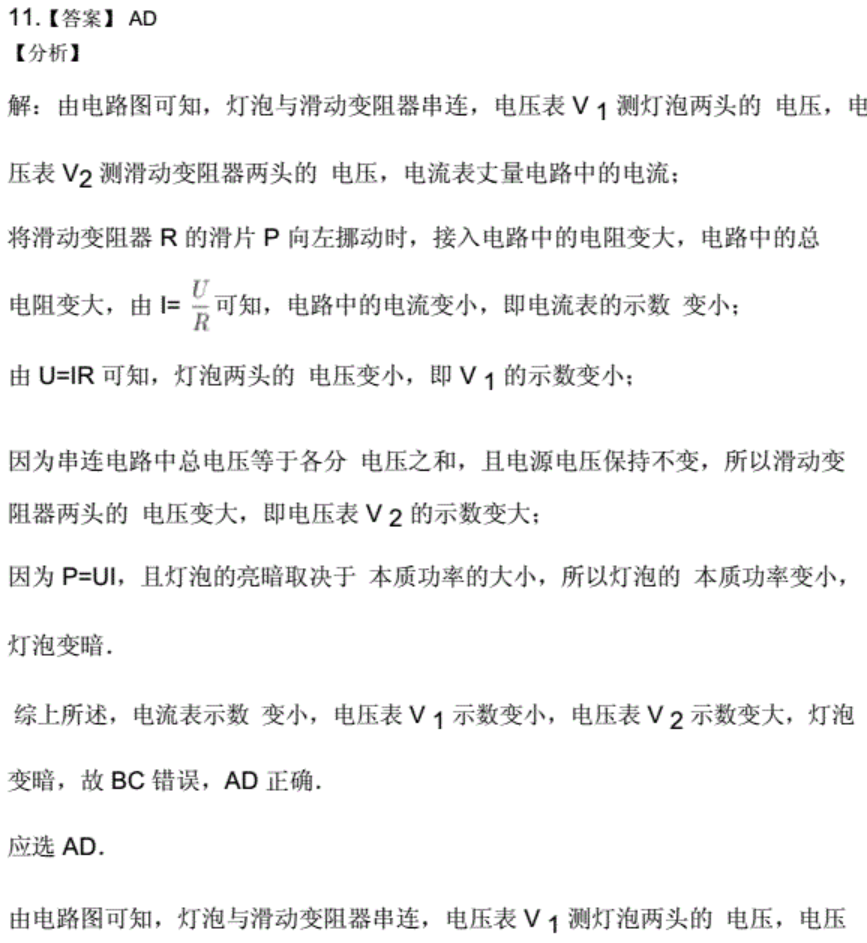 11.【答案】 AD
【分析】
解：由电路图可知，灯泡与滑动变阻器串连，电压表 V 1 测灯泡两头的 电压，电
压表 V2 测滑动变阻器两头的 电压，电流表丈量电路中的电流；
将滑动变阻器 R 的滑片 P 向左挪动时，接入电路中的电阻变大，电路中的总
电阻变大，由 I= U/R 可知，电路中的电流变小，即电流表的示数 变小；
由 U=IR 可知，灯泡两头的 电压变小，即 V 1 的示数变小；
因为串连电路中总电压等于各分 电压之和，且电源电压保持不变，所以滑动变
阻器两头的 电压变大，即电压表 V 2 的示数变大；
因为 P=UI，且灯泡的亮暗取决于 本质功率的大小，所以灯泡的 本质功率变小，
灯泡变暗．
综上所述，电流表示数 变小，电压表 V 1 示数变小，电压表 V 2 示数变大，灯泡
变暗，故 BC 错误，AD 正确．
应选 AD．
由电路图可知，灯泡与滑动变阻器串连，电压表 V 1 测灯泡两头的 电压，电压